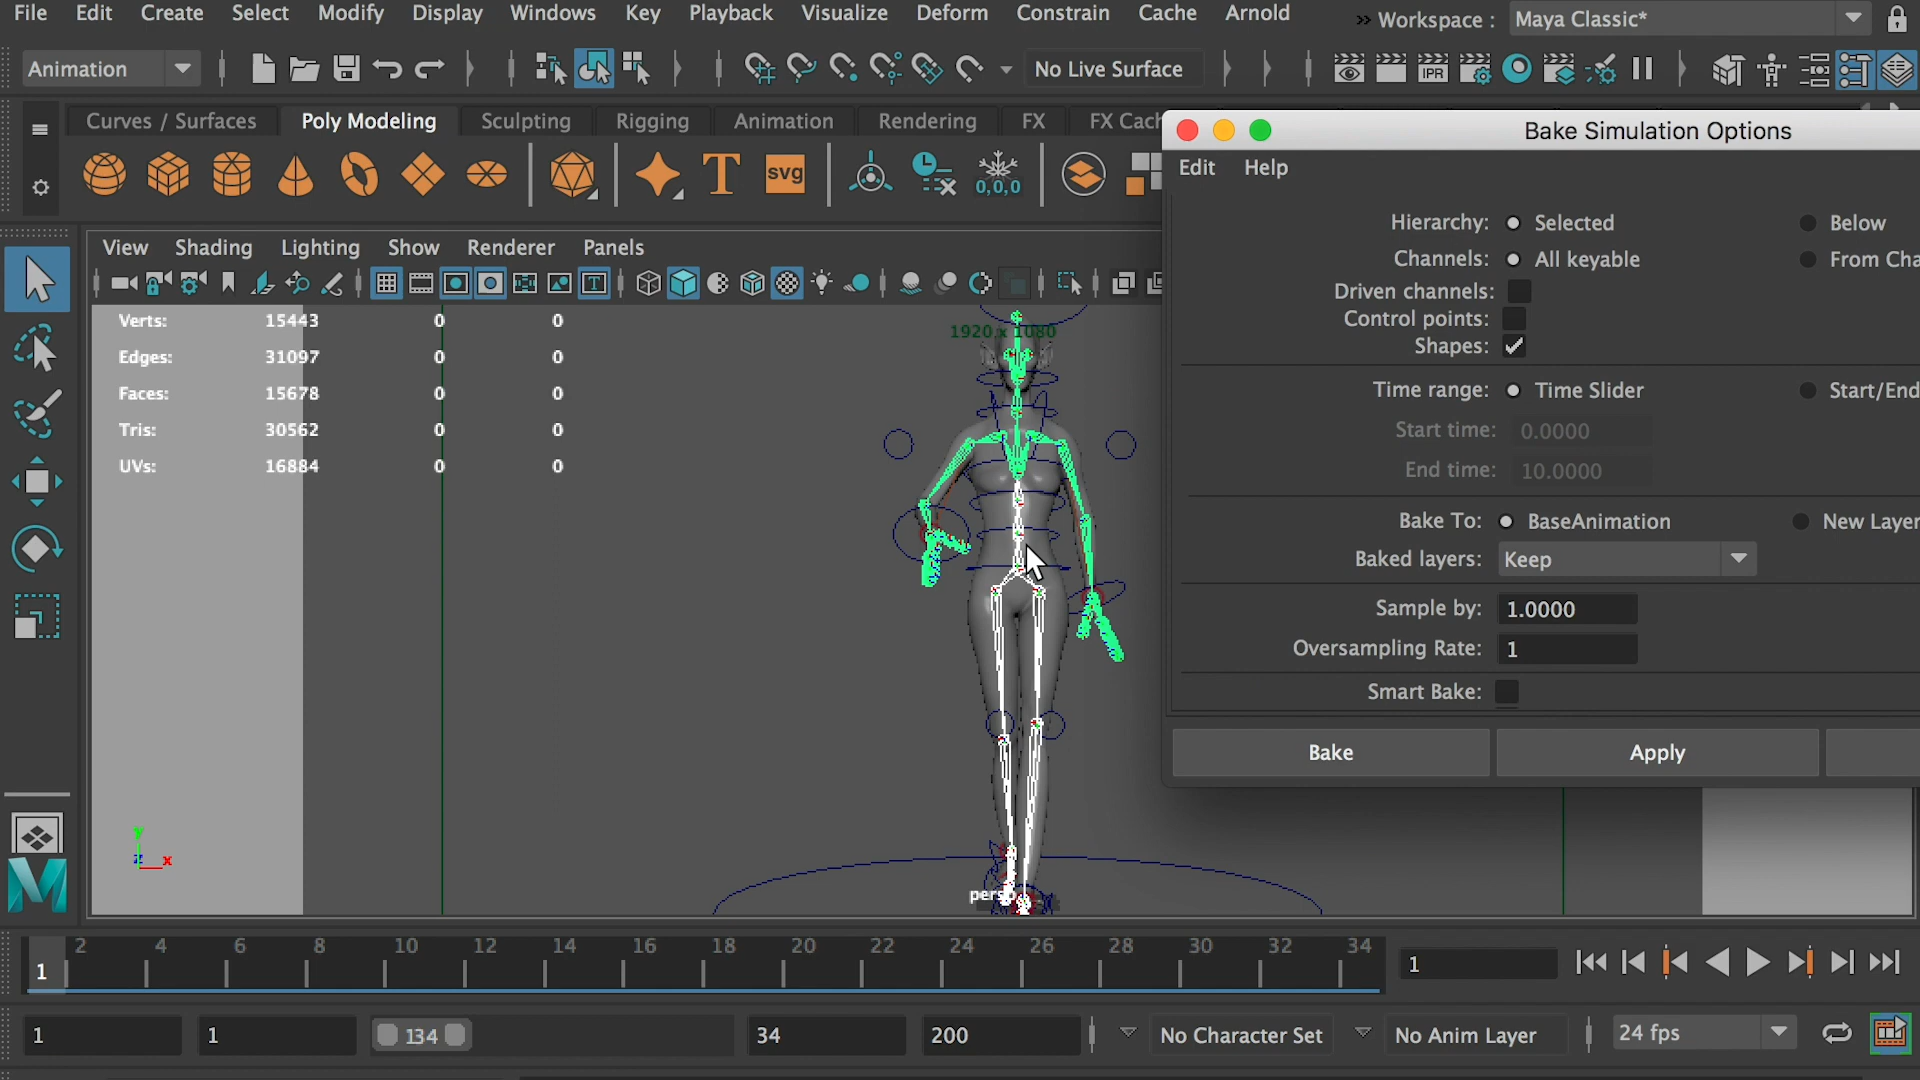 File Edit Create Select Modify Display Windows Key Playback Visualize Deform Constrain Cache Arnold
Workspace : Maya Classic*
Animation
No Live Surface
IPR
Curves / Surfaces Poly Modeling Sculpting Rigging Animation Rendering FX FX Cach
T svg 0,0,0
Bake Simulation Options
Edit Help
View Shading Lighting Show Renderer Panels
Hierarchy: Selected Below
Channels: All keyable From Cha
Driven channels:
Control points:
Shapes:
Time range: Time Slider Start/End
Start time: 0.0000
End time: 10.0000
Bake To: BaseAnimation New Layer
Baked layers: Keep
Sample by: 1.0000
Oversampling Rate: 1
Smart Bake:
Bake Apply
Verts: 15443 0 0
Edges: 31097 0 0
Faces: 15678 0 0
Tris: 30562 0 0
UVs: 16884 0 0
1920 x 1080
y
z x
M
2 4 6 8 10 12 14 16 18 20 22 24 26 28 30 32 34
1
1
1 1 134 34 200 No Character Set No Anim Layer 24 fps